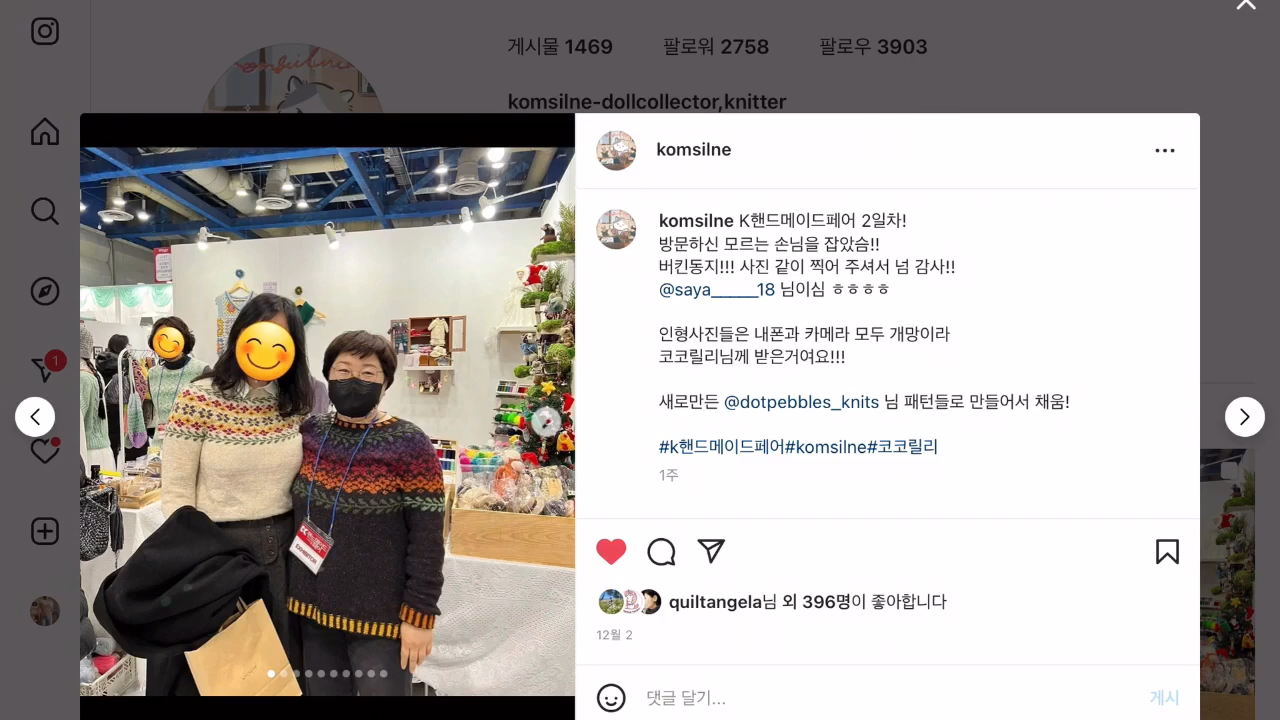 게시물 1469 팔로워 2758 팔로우 3903
komsilne-dollcollector,knitter
komsilne
komsilne K핸드메이드페어 2일차!
방문하신 모르는 손님을 잡았슴!!
버킨동지!!! 사진 같이 찍어 주셔서 넘 감사!!
@saya_____18 님이심 ㅎㅎㅎㅎ
인형사진들은 내폰과 카메라 모두 개망이라
코코릴리님께 받은거여요!!!
새로만든 @dotpebbles_knits 님 패턴들로 만들어서 채움!
#k핸드메이드페어#komsilne#코코릴리
1주
quiltangela님 외 396명이 좋아합니다
12월 2
댓글 달기...
게시
1
EXHIBITOR